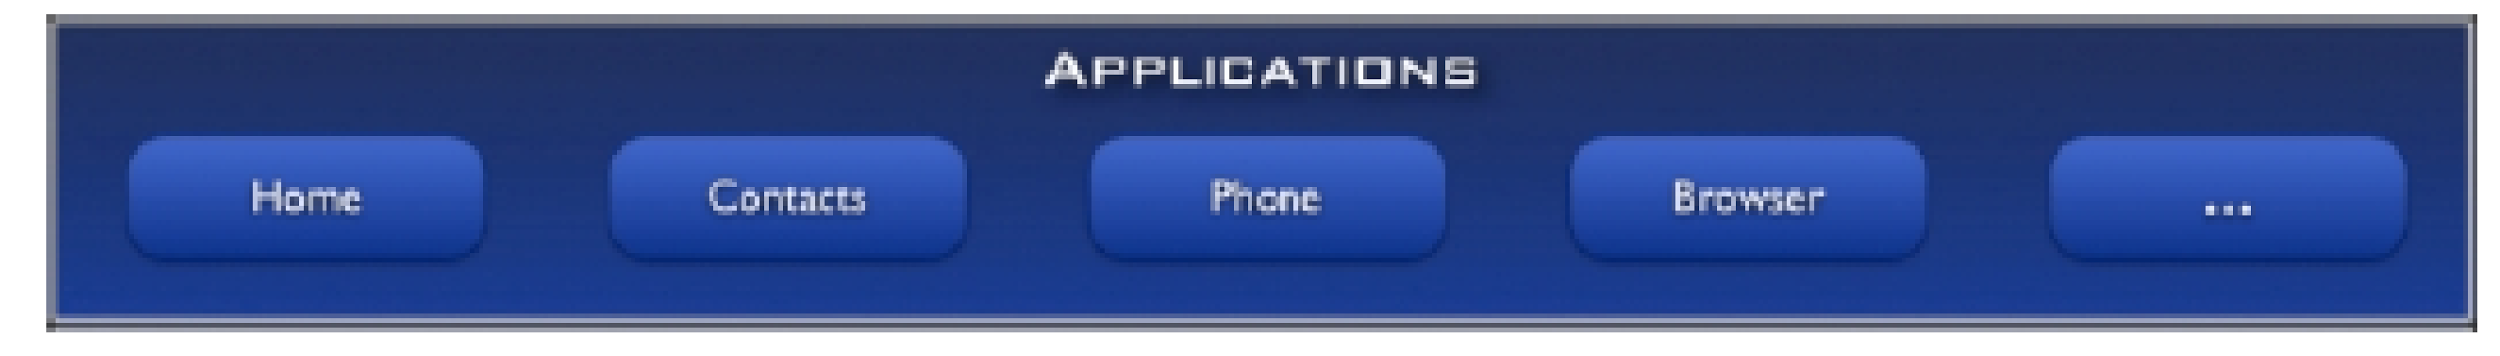 APPLICATIONS
Home Contacts Phone Browser ...